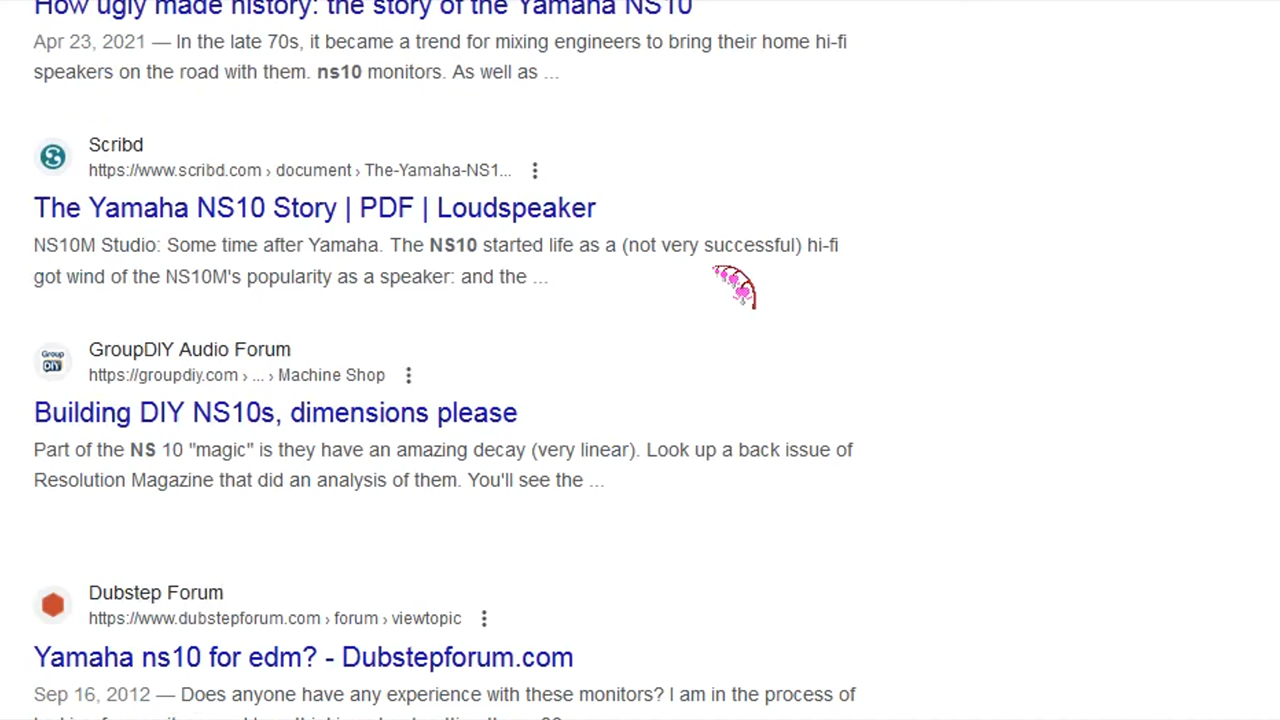 How ugly made history: the story of the Yamaha NS10
Apr 23, 2021 — In the late 70s, it became a trend for mixing engineers to bring their home hi-fi
speakers on the road with them. ns10 monitors. As well as ...
Scribd
https://www.scribd.com › document › The-Yamaha-NS1...
The Yamaha NS10 Story | PDF | Loudspeaker
NS10M Studio: Some time after Yamaha. The NS10 started life as a (not very successful) hi-fi
got wind of the NS10M's popularity as a speaker: and the ...
GroupDIY Audio Forum
Group
DIY
https://groupdiy.com › ... › Machine Shop
Building DIY NS10s, dimensions please
Part of the NS 10 "magic" is they have an amazing decay (very linear). Look up a back issue of
Resolution Magazine that did an analysis of them. You'll see the ...
Dubstep Forum
https://www.dubstepforum.com › forum › viewtopic
Yamaha ns10 for edm? - Dubstepforum.com
Sep 16, 2012 — Does anyone have any experience with these monitors? I am in the process of